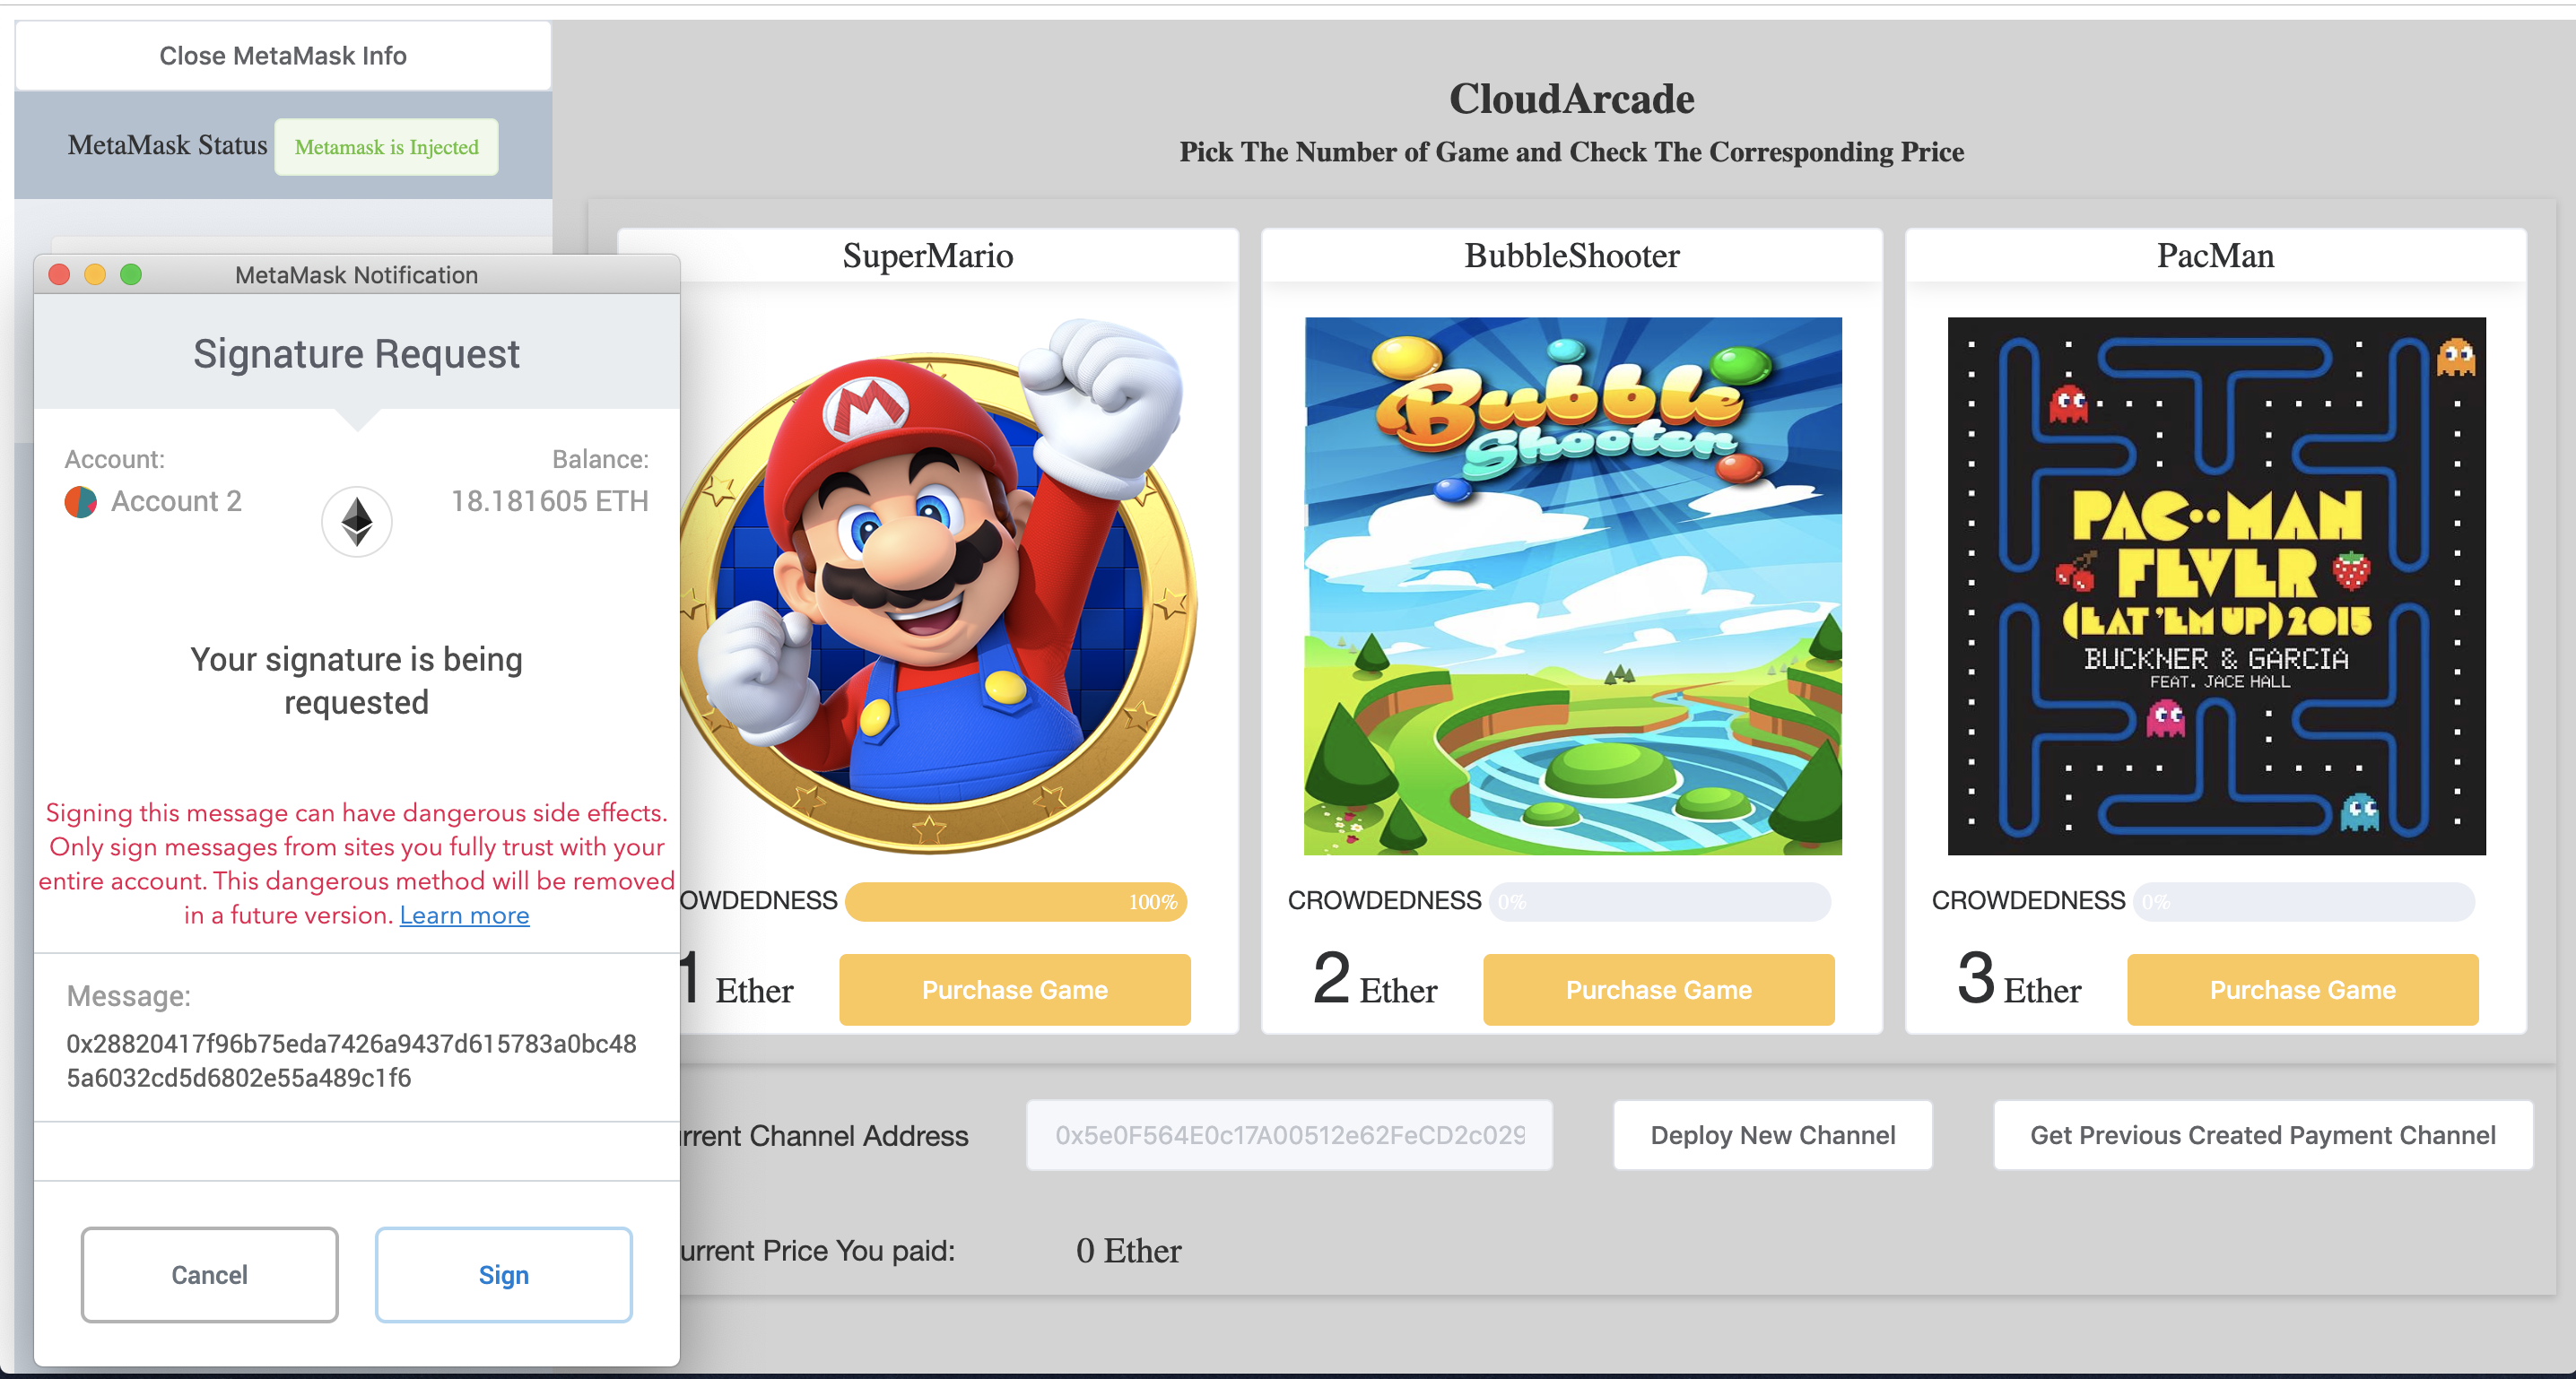 Close MetaMask Info
MetaMask Status
Metamask is Injected
CloudArcade
Pick The Number of Game and Check The Corresponding Price
MetaMask Notification
Signature Request
Account:
Balance:
Account 2
18.181605 ETH
Your signature is being
requested
Signing this message can have dangerous side effects.
Only sign messages from sites you fully trust with your
entire account. This dangerous method will be removed
in a future version. Learn more
Message:
0x28820417f96b75eda7426a9437d615783a0bc48
5a6032cd5d6802e55a489c1f6
Cancel
Sign
SuperMario
M
OWDEDNESS
100%
1 Ether
Purchase Game
BubbleShooter
Bubble
Shooter
CROWDEDNESS
0%
2 Ether
Purchase Game
PacMan
PAC-MAN
FEVER
(EAT 'EM UP) 2015
BUCKNER & GARCIA
FEAT. JACE HALL
CROWDEDNESS
0%
3 Ether
Purchase Game
rrent Channel Address
0x5e0F564E0c17A00512e62FeCD2c029
Deploy New Channel
Get Previous Created Payment Channel
urrent Price You paid:
0 Ether